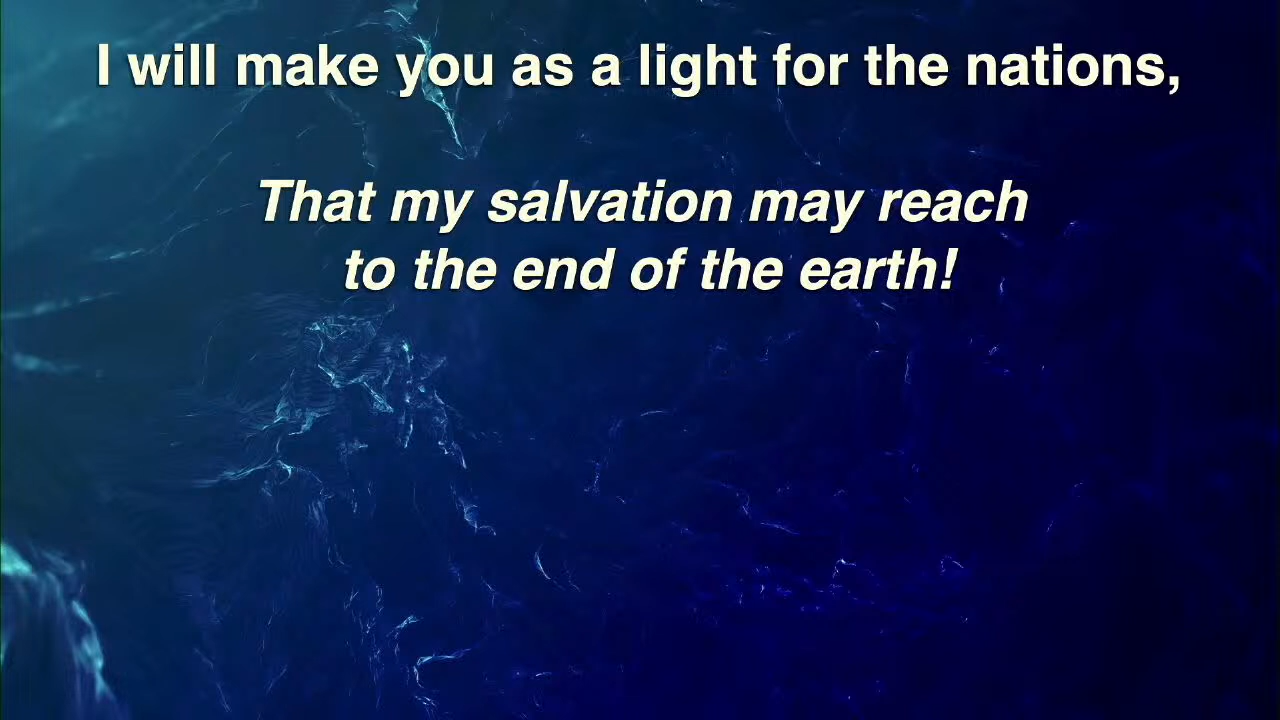 I will make you as a light for the nations,
That my salvation may reach
to the end of the earth!